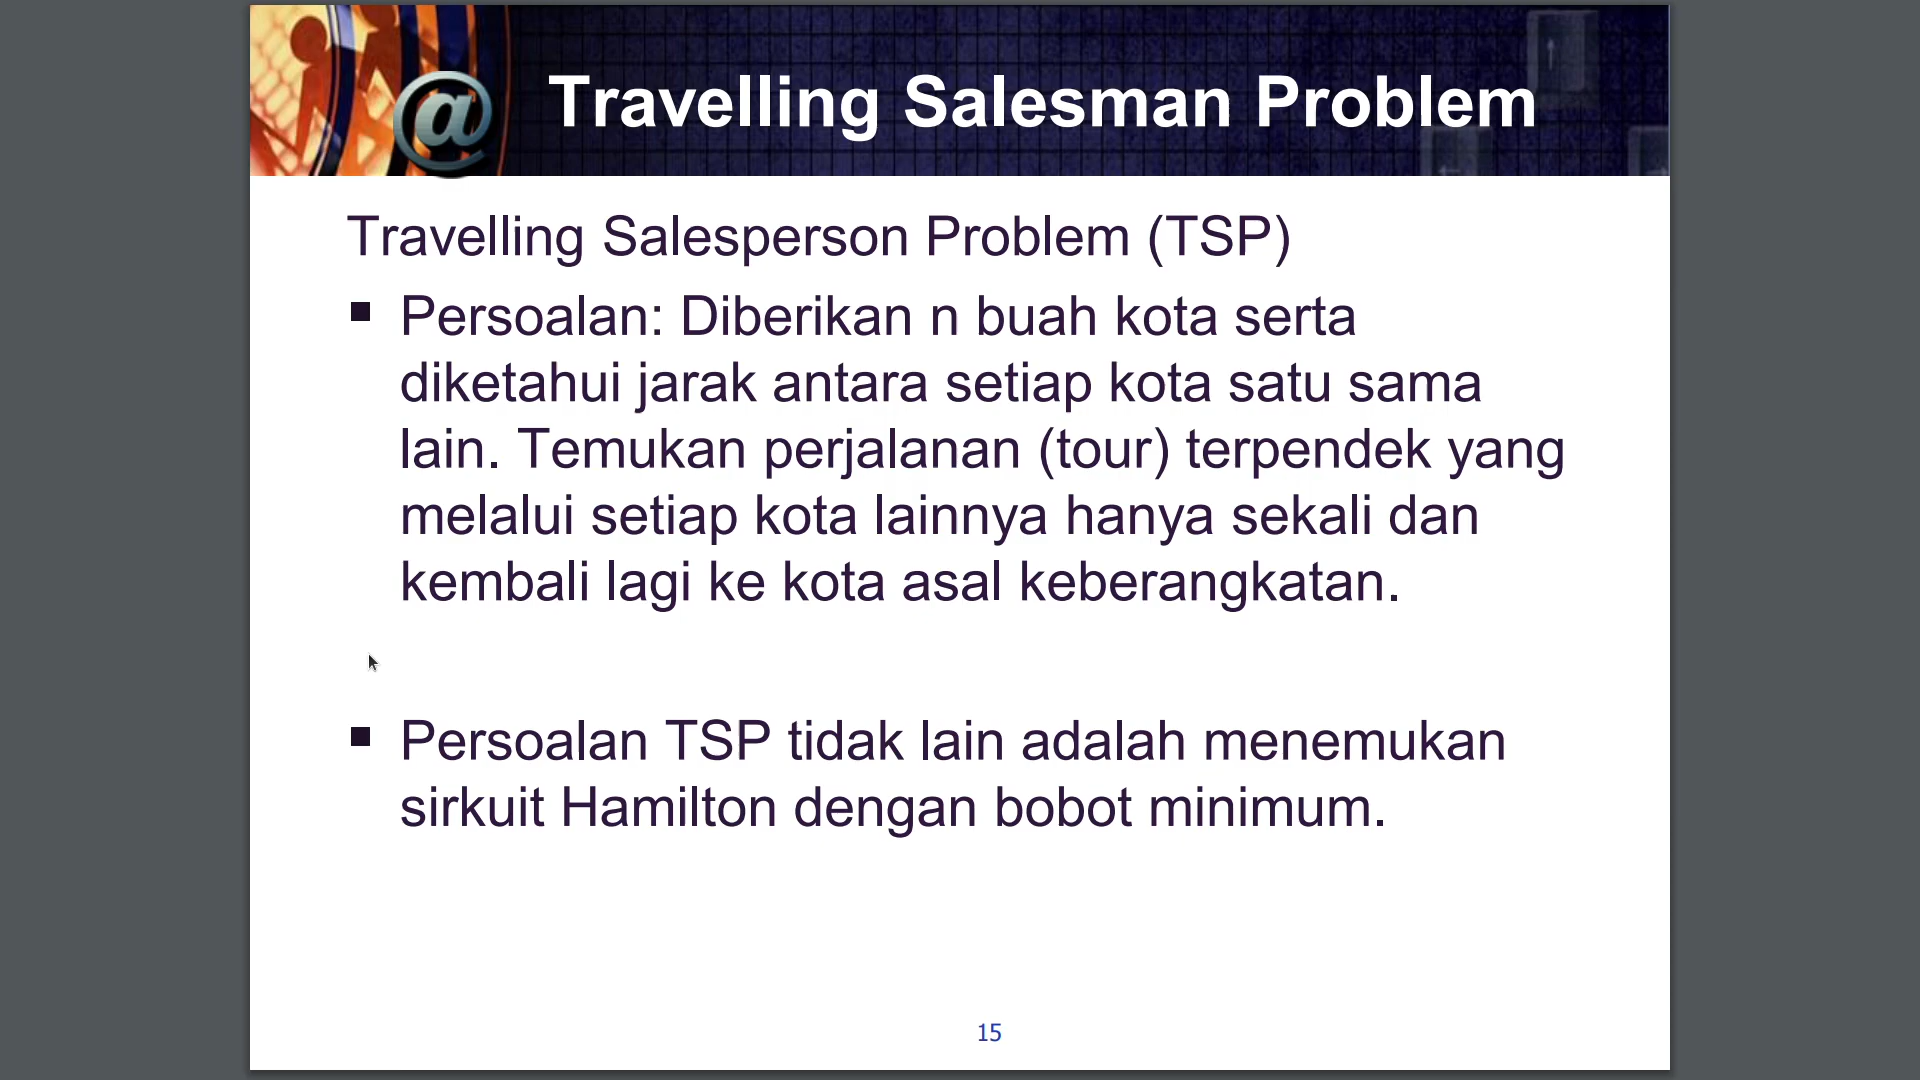 Travelling Salesman Problem
Travelling Salesperson Problem (TSP)
▪ Persoalan: Diberikan n buah kota serta
diketahui jarak antara setiap kota satu sama
lain. Temukan perjalanan (tour) terpendek yang
melalui setiap kota lainnya hanya sekali dan
kembali lagi ke kota asal keberangkatan.
▪ Persoalan TSP tidak lain adalah menemukan
sirkuit Hamilton dengan bobot minimum.
15